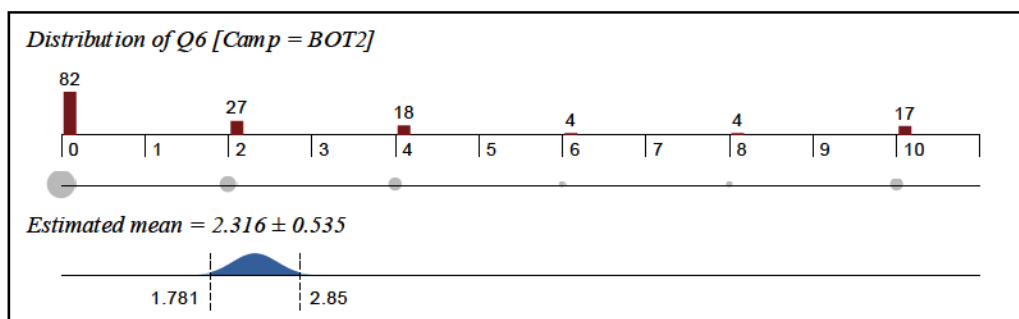 Distribution of Q6 [Camp = BOT2]
82 27 18 4 4 17
0 1 2 3 4 5 6 7 8 9 10
Estimated mean = 2.316 ± 0.535
1.781 2.85